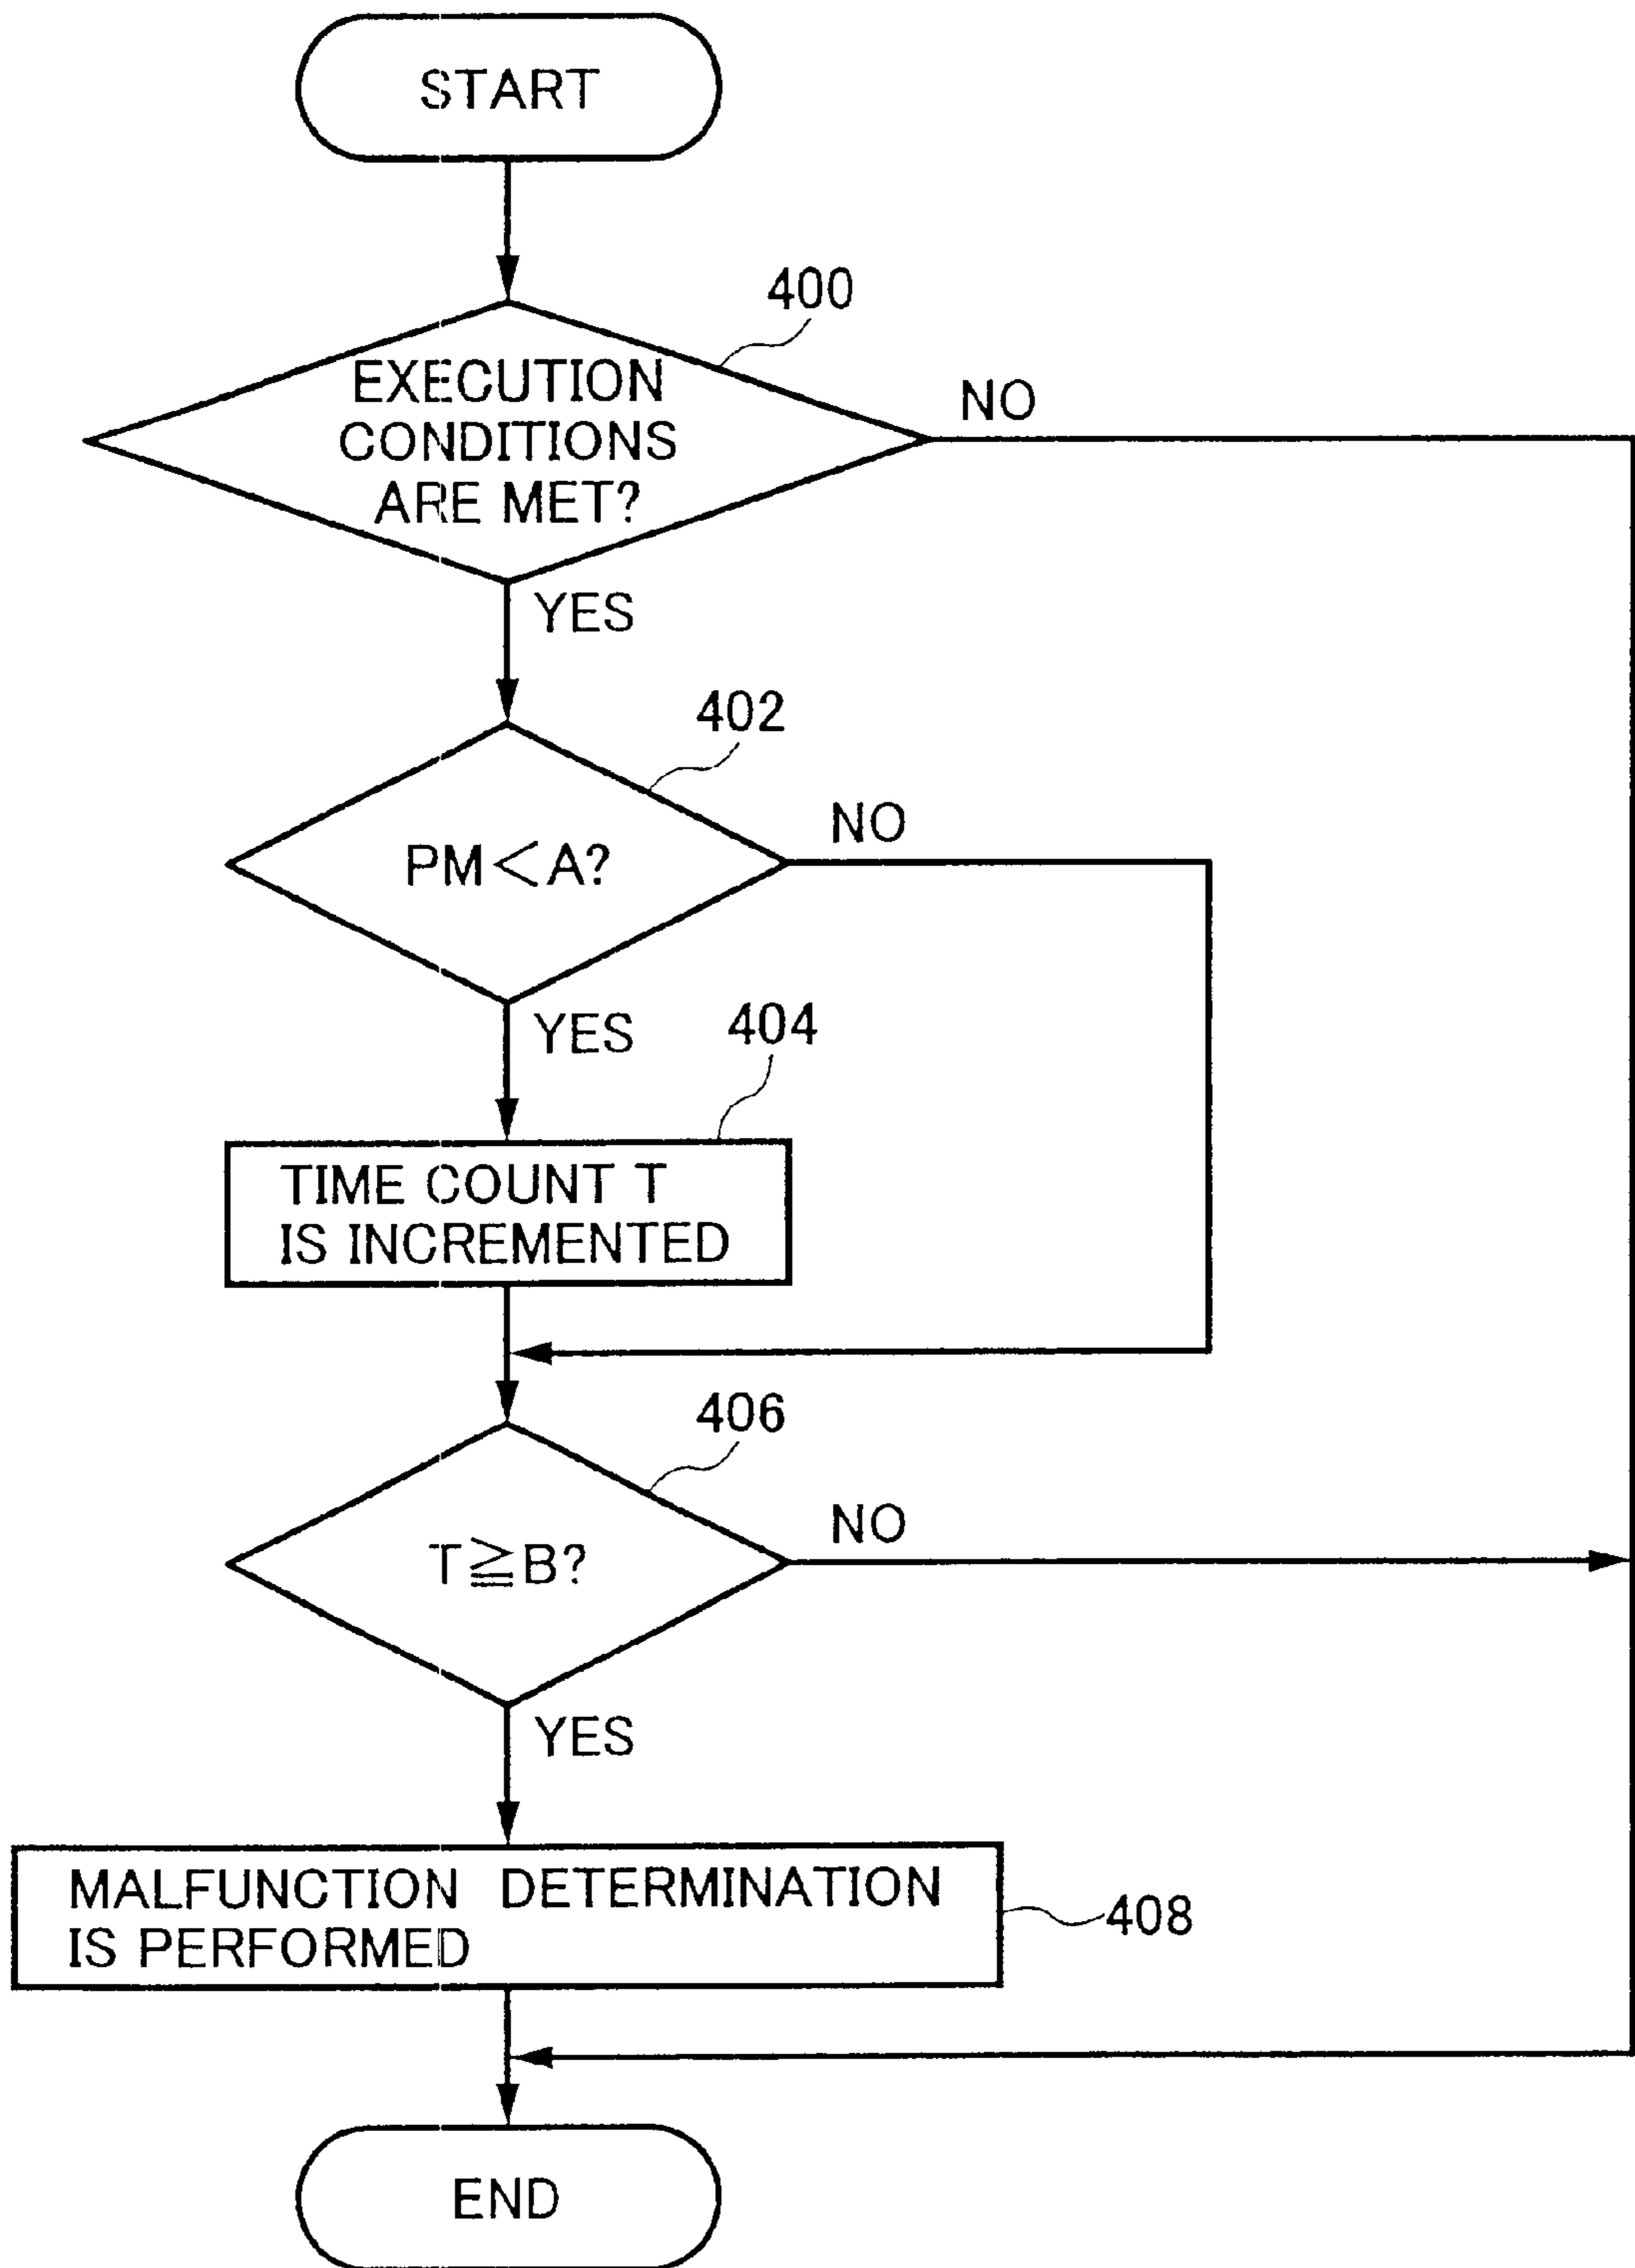 START
400
EXECUTION
CONDITIONS
ARE MET?
NO
YES
402
PM<A?
NO
YES
404
TIME COUNT T
IS INCREMENTED
406
T≧B?
NO
YES
MALFUNCTION DETERMINATION
IS PERFORMED
408
END